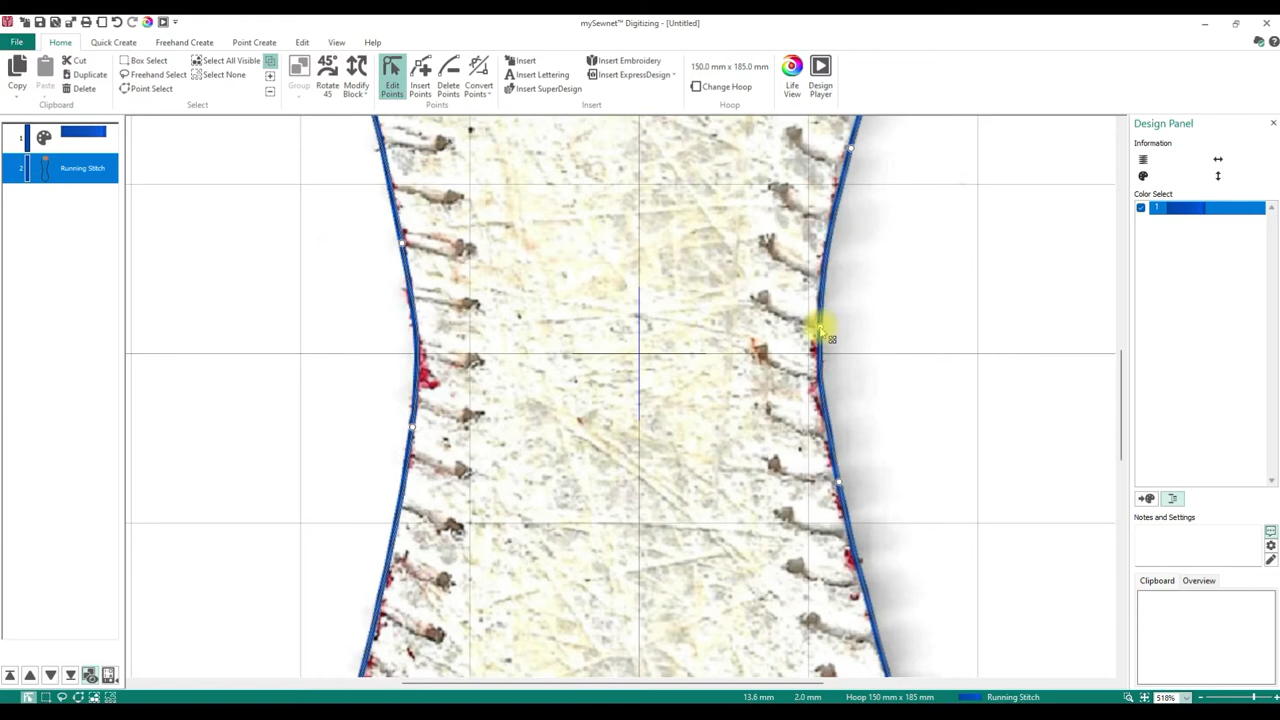 mySewnet™ Digitizing - [Untitled]
File Home Quick Create Freehand Create Point Create Edit View Help
Copy Paste Cut Duplicate Delete
Clipboard
Box Select Select All Visible
Freehand Select Select None
Point Select
Select
Group Rotate 45 Modify Block
Edit Points Insert Points Delete Points Convert Points
Points
Insert Insert Embroidery
Insert Lettering Insert ExpressDesign
Insert SuperDesign
Insert
150.0 mm x 185.0 mm
Change Hoop
Hoop
Life View Design Player
1
2 Running Stitch
Design Panel
Information
Color Select
1
Notes and Settings
Clipboard Overview
13.6 mm 2.0 mm Hoop 150 mm x 185 mm Running Stitch 518%